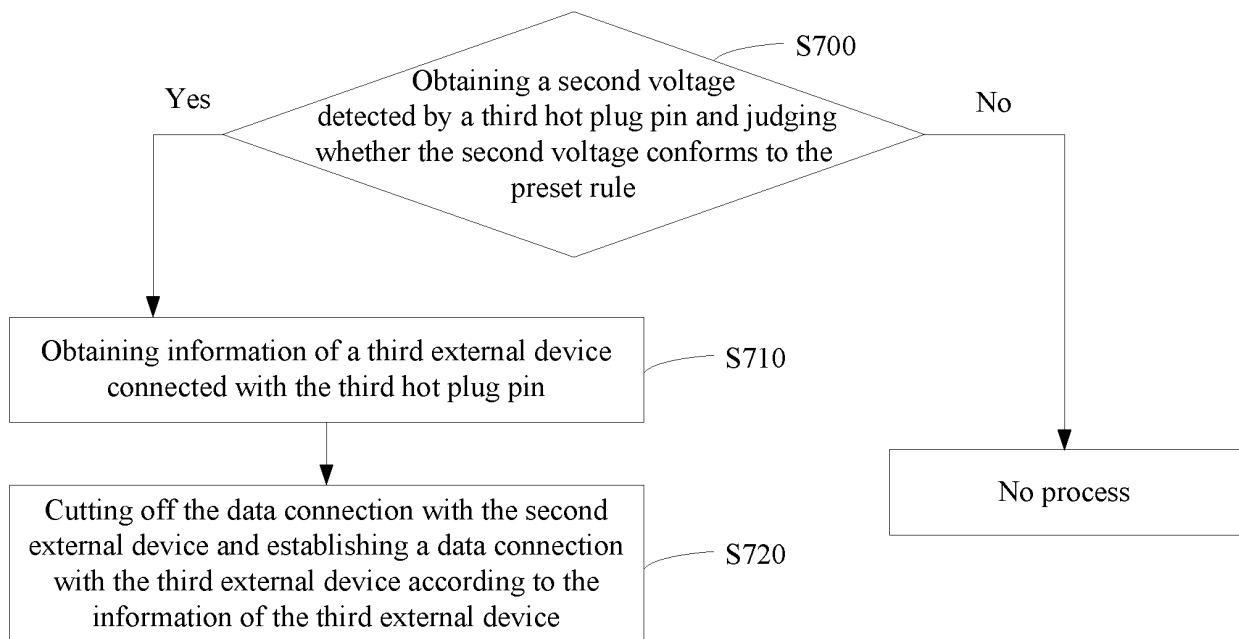 S700
Obtaining a second voltage
detected by a third hot plug pin and judging
whether the second voltage conforms to the
preset rule
Yes
No
Obtaining information of a third external device
connected with the third hot plug pin
S710
No process
Cutting off the data connection with the second
external device and establishing a data connection
with the third external device according to the
information of the third external device
S720